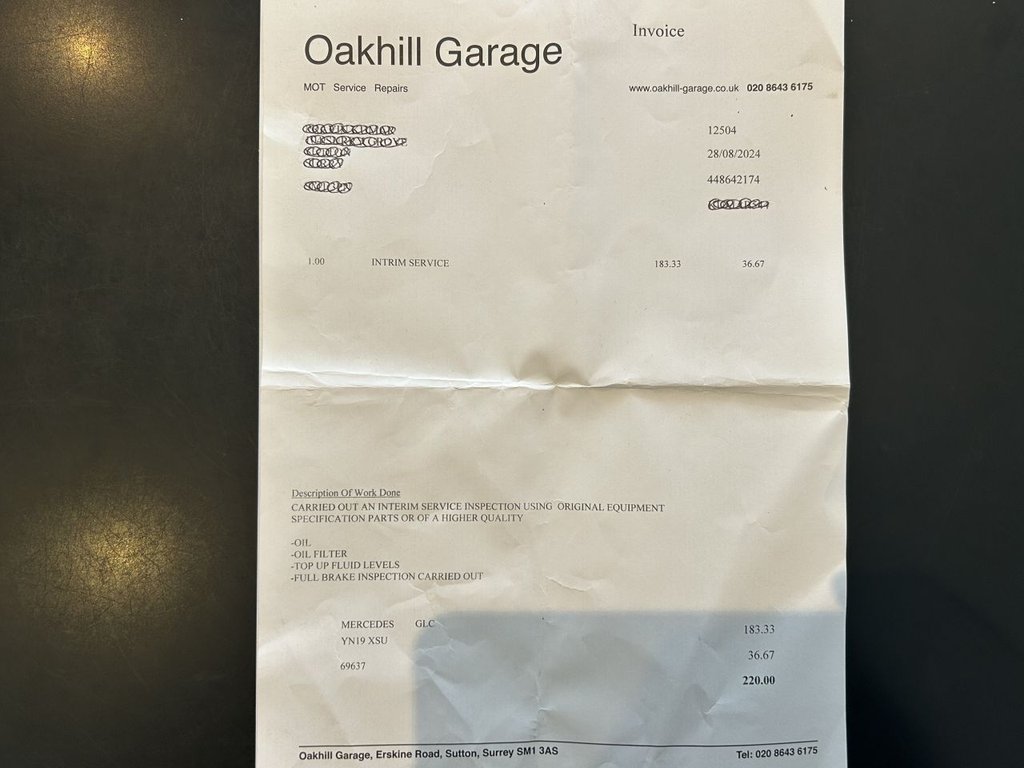 Invoice
Oakhill Garage
MOT Service Repairs
www.oakhill-garage.co.uk 020 8643 6175
12504
28/08/2024
448642174
1.00 INTRIM SERVICE 183.33 36.67
Description Of Work Done
CARRIED OUT AN INTERIM SERVICE INSPECTION USING ORIGINAL EQUIPMENT
SPECIFICATION PARTS OR OF A HIGHER QUALITY
-OIL
-OIL FILTER
-TOP UP FLUID LEVELS
-FULL BRAKE INSPECTION CARRIED OUT
MERCEDES GLC 183.33
YN19 XSU
36.67
69637
220.00
Oakhill Garage, Erskine Road, Sutton, Surrey SM1 3AS Tel: 020 8643 6175